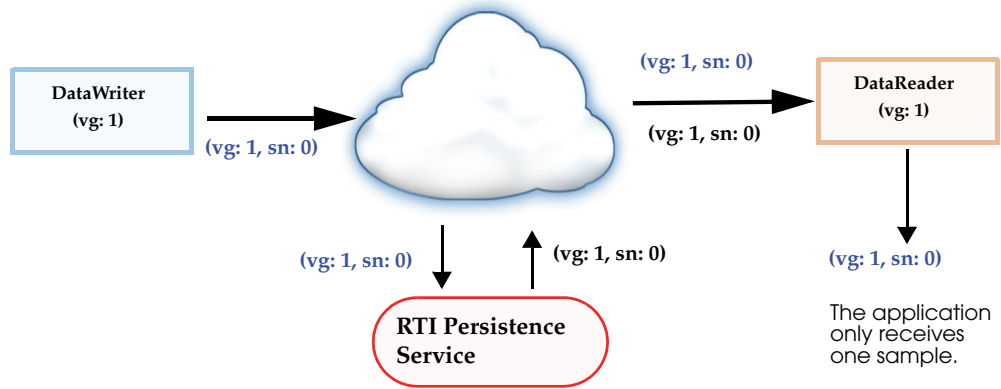 DataWriter
(vg: 1)
(vg: 1, sn: 0)
(vg: 1, sn: 0)
(vg: 1, sn: 0)
DataReader
(vg: 1)
(vg: 1, sn: 0)
(vg: 1, sn: 0)
RTI Persistence
Service
(vg: 1, sn: 0)
The application
only receives
one sample.